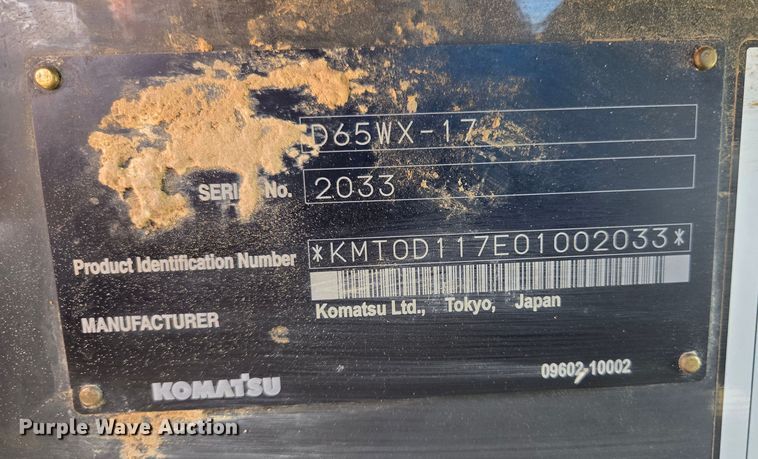 D65WX-17
SERI No. 2033
Product Identification Number *KMT0D117E01002033*
MANUFACTURER Komatsu Ltd., Tokyo, Japan
KOMATSU 09602-10002
Purple Wave Auction